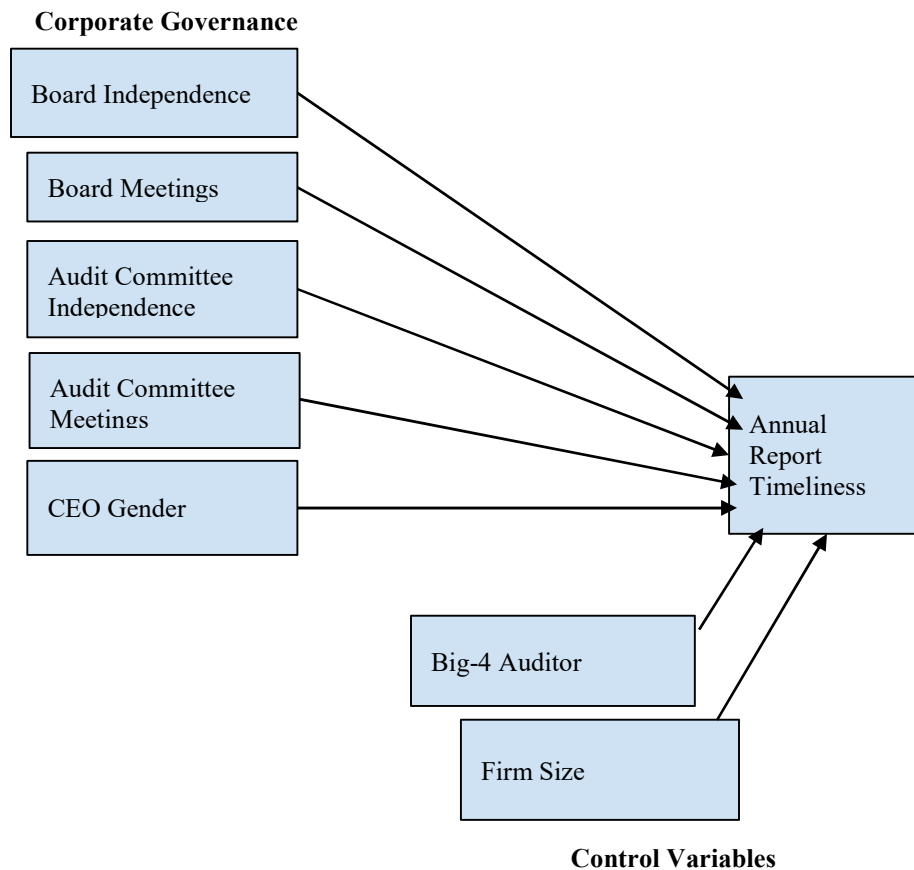 Corporate Governance
Board Independence
Board Meetings
Audit Committee
Independence
Audit Committee
Meetings
CEO Gender
Annual
Report
Timeliness
Big-4 Auditor
Firm Size
Control Variables